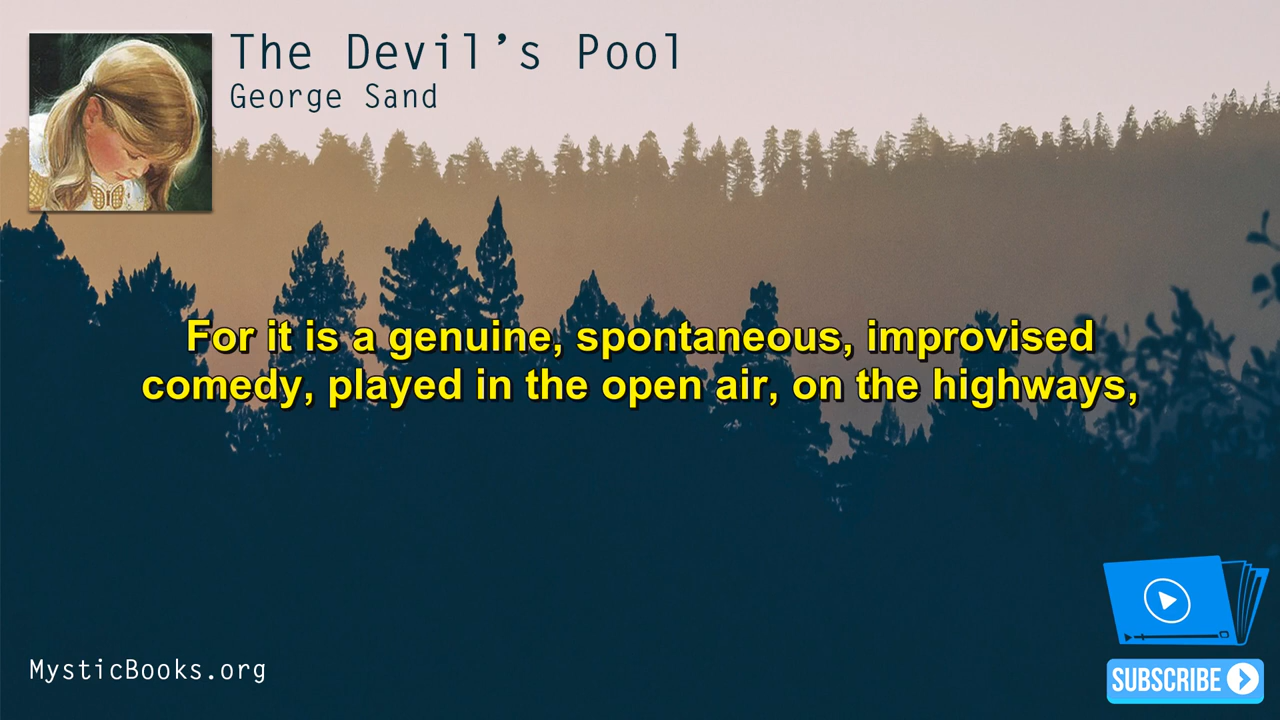 The Devil's Pool
George Sand
For it is a genuine, spontaneous, improvised
comedy, played in the open air, on the highways,
MysticBooks.org
SUBSCRIBE